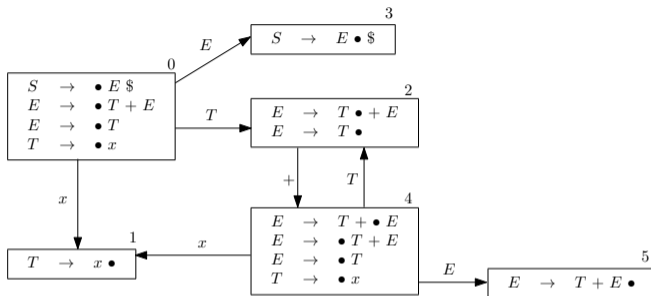 3
S → E • $
E
0
S → • E $
E → • T + E
E → • T
T → • x
T
2
E → T • + E
E → T •
x
+
T
4
E → T + • E
E → • T + E
E → • T
T → • x
1
T → x •
x
E
5
E → T + E •